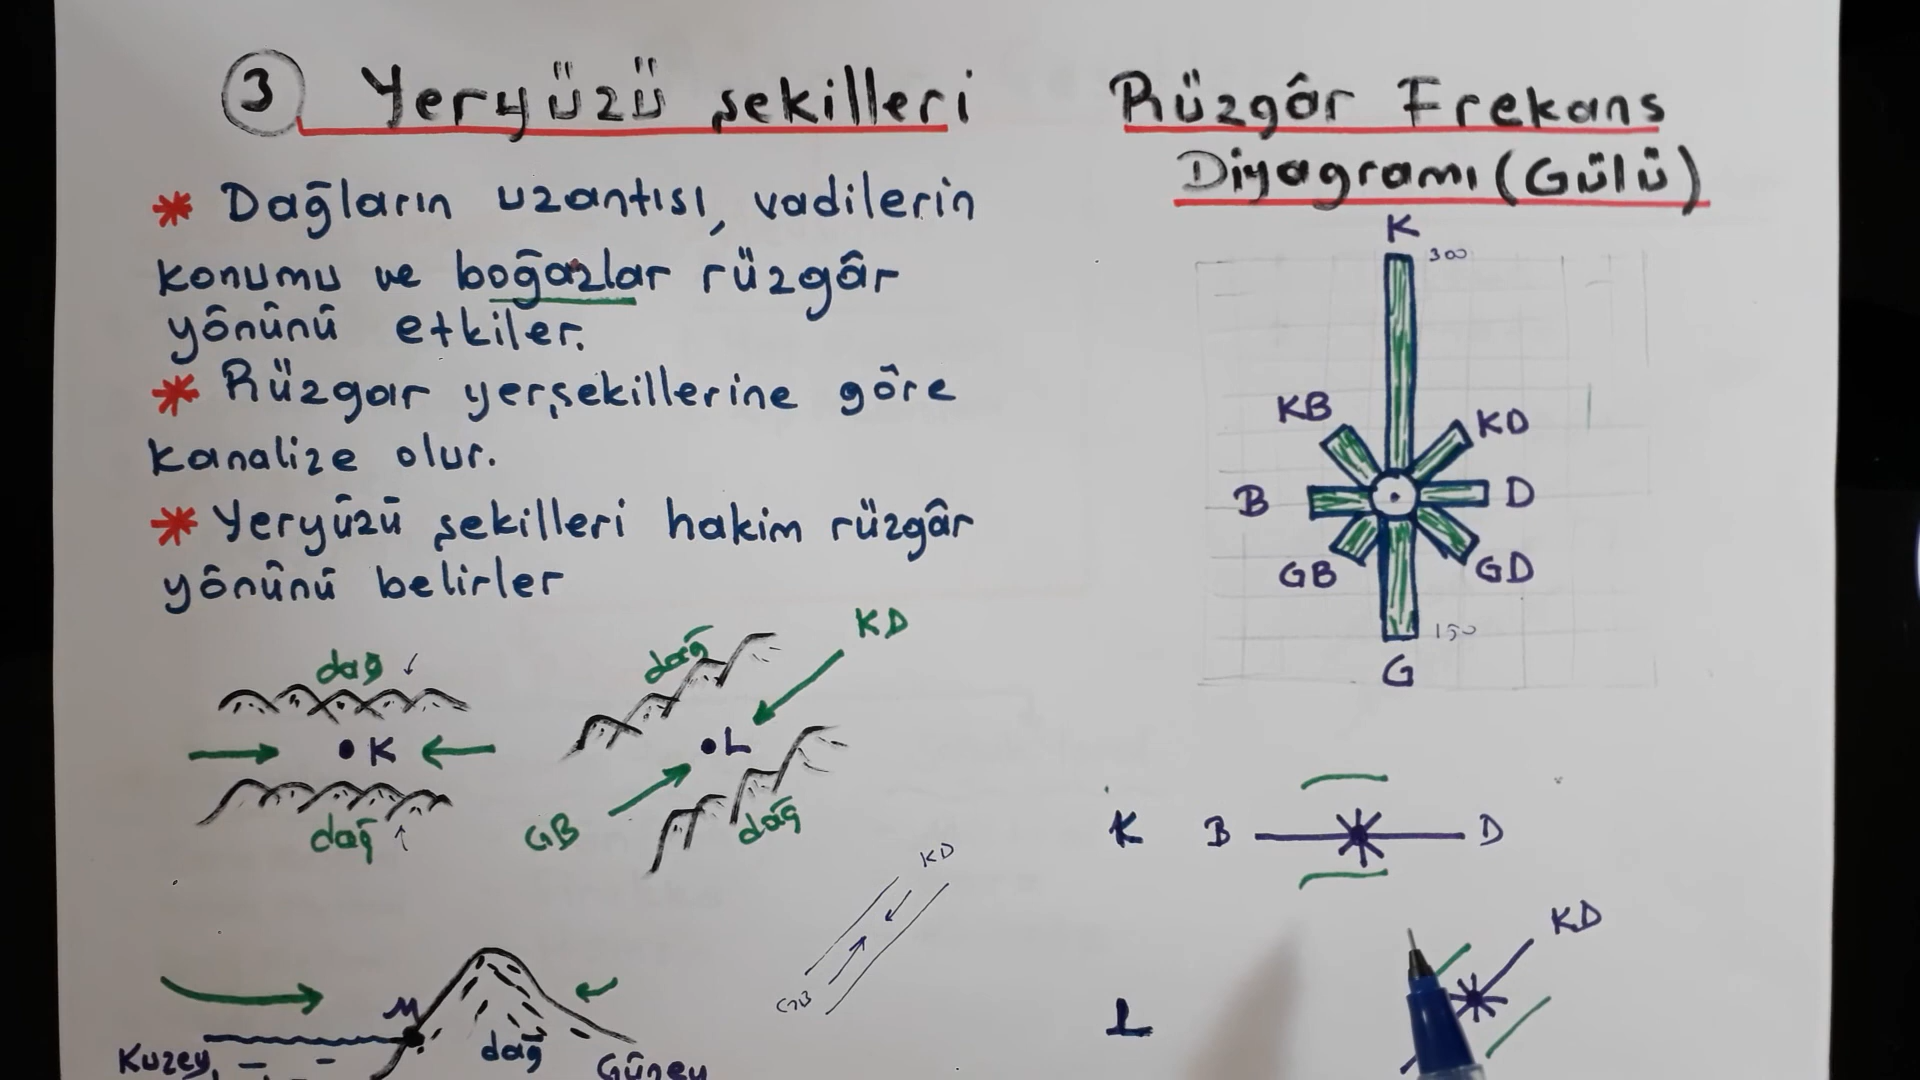 3 Yeryüzü şekilleri
* Dağların uzantısı, vadilerin
konumu ve boğazlar rüzgâr
yönünü etkiler.
* Rüzgar yerşekillerine göre
kanalize olur.
* Yeryüzü şekilleri hakim rüzgâr
yönünü belirler
dağ
K
dağ
dağ
KD
L
GB
dağ
KD
GB
M
dağ
Kuzey
Güney
Rüzgâr Frekans
Diyagramı (Gülü)
K
300
KB
KD
B
D
GB
GD
150
G
K B D
KD
L